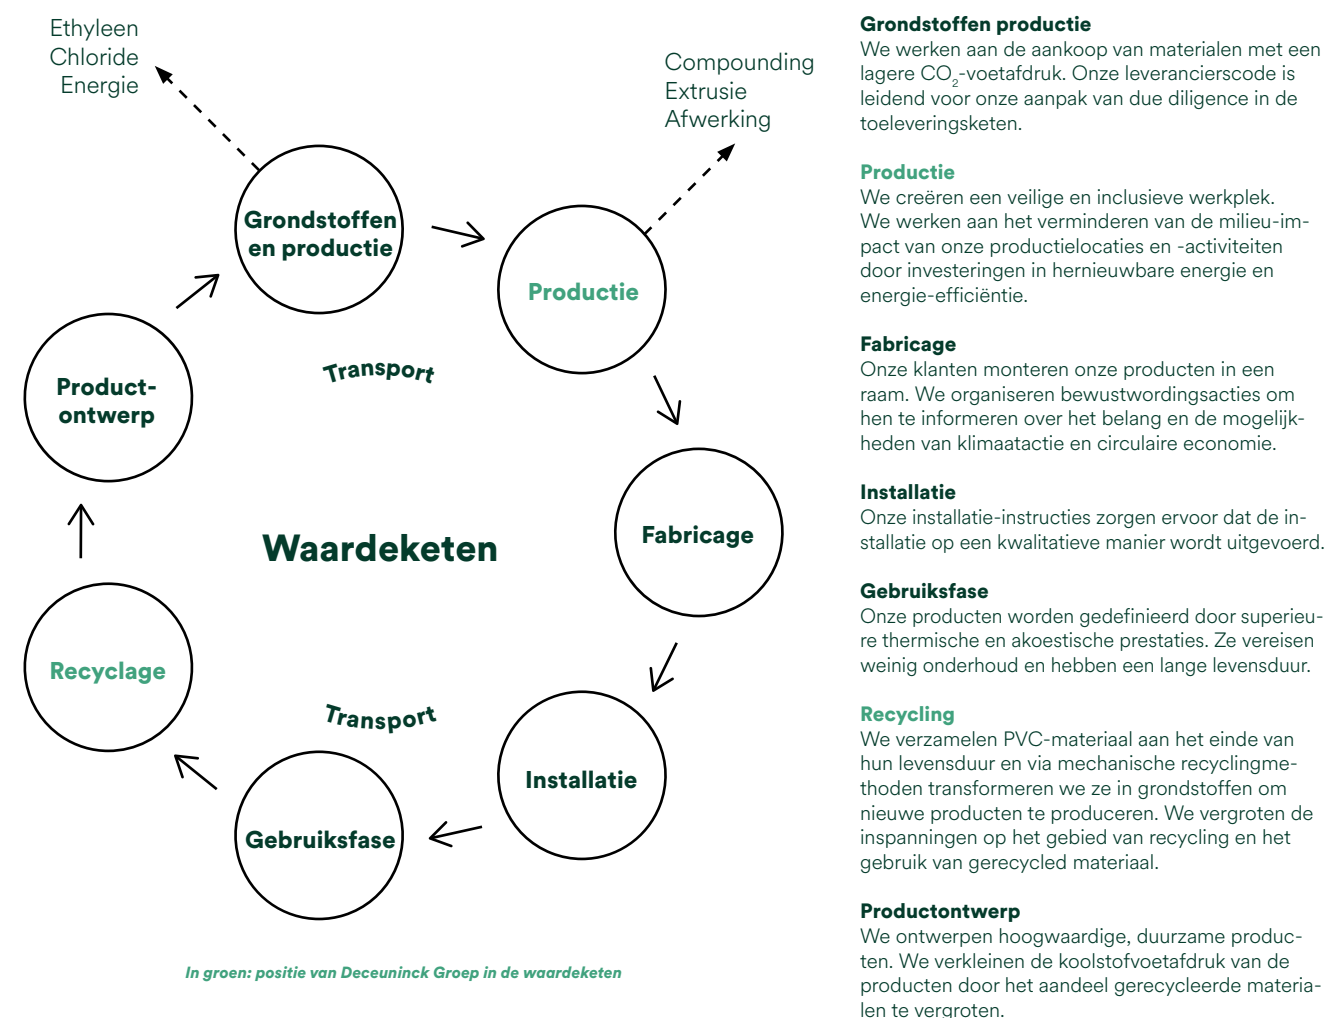 Ethyleen
Chloride
Energie
Compounding
Extrusie
Afwerking
Grondstoffen
en productie
Productie
Transport
Product-
ontwerp
Waardeketen
Fabricage
Recyclage
Transport
Installatie
Gebruiksfase
In groen: positie van Deceuninck Groep in de waardeketen
Grondstoffen productie
We werken aan de aankoop van materialen met een
lagere CO₂-voetafdruk. Onze leverancierscode is
leidend voor onze aanpak van due diligence in de
toeleveringsketen.
Productie
We creëren een veilige en inclusieve werkplek.
We werken aan het verminderen van de milieu-im-
pact van onze productielocaties en -activiteiten
door investeringen in hernieuwbare energie en
energie-efficiëntie.
Fabricage
Onze klanten monteren onze producten in een
raam. We organiseren bewustwordingsacties om
hen te informeren over het belang en de mogelijk-
heden van klimaatactie en circulaire economie.
Installatie
Onze installatie-instructies zorgen ervoor dat de in-
stallatie op een kwalitatieve manier wordt uitgevoerd.
Gebruiksfase
Onze producten worden gedefinieerd door superieu-
re thermische en akoestische prestaties. Ze vereisen
weinig onderhoud en hebben een lange levensduur.
Recycling
We verzamelen PVC-materiaal aan het einde van
hun levensduur en via mechanische recyclingme-
thoden transformeren we ze in grondstoffen om
nieuwe producten te produceren. We vergroten de
inspanningen op het gebied van recycling en het
gebruik van gerecycled materiaal.
Productontwerp
We ontwerpen hoogwaardige, duurzame produc-
ten. We verkleinen de koolstofvoetafdruk van de
producten door het aandeel gerecycleerde materia-
len te vergroten.